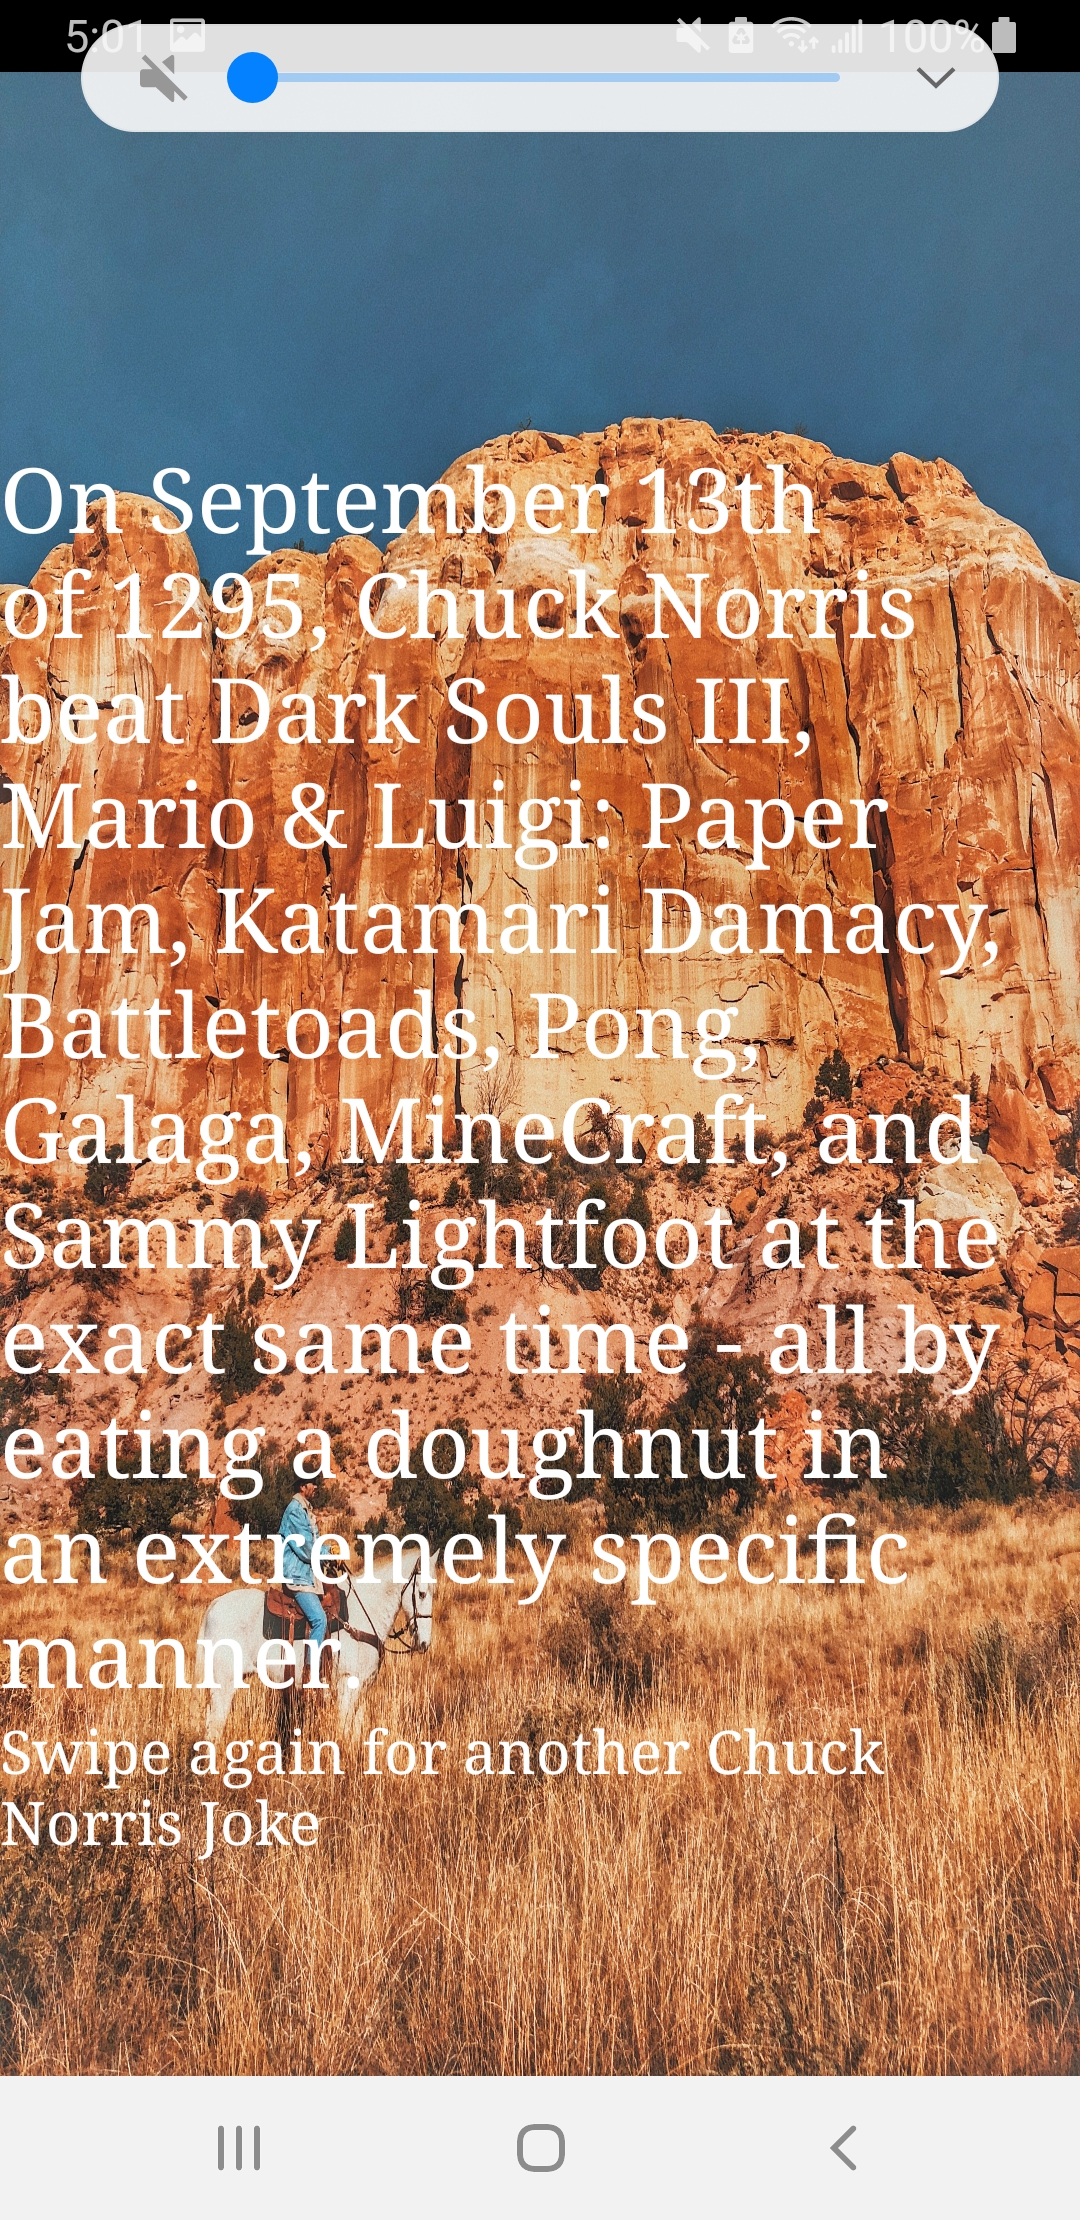 5:01
100%
On September 13th
of 1295, Chuck Norris
beat Dark Souls III,
Mario & Luigi: Paper
Jam, Katamari Damacy,
Battletoads, Pong,
Galaga, MineCraft, and
Sammy Lightfoot at the
exact same time - all by
eating a doughnut in
an extremely specific
manner.
Swipe again for another Chuck
Norris Joke